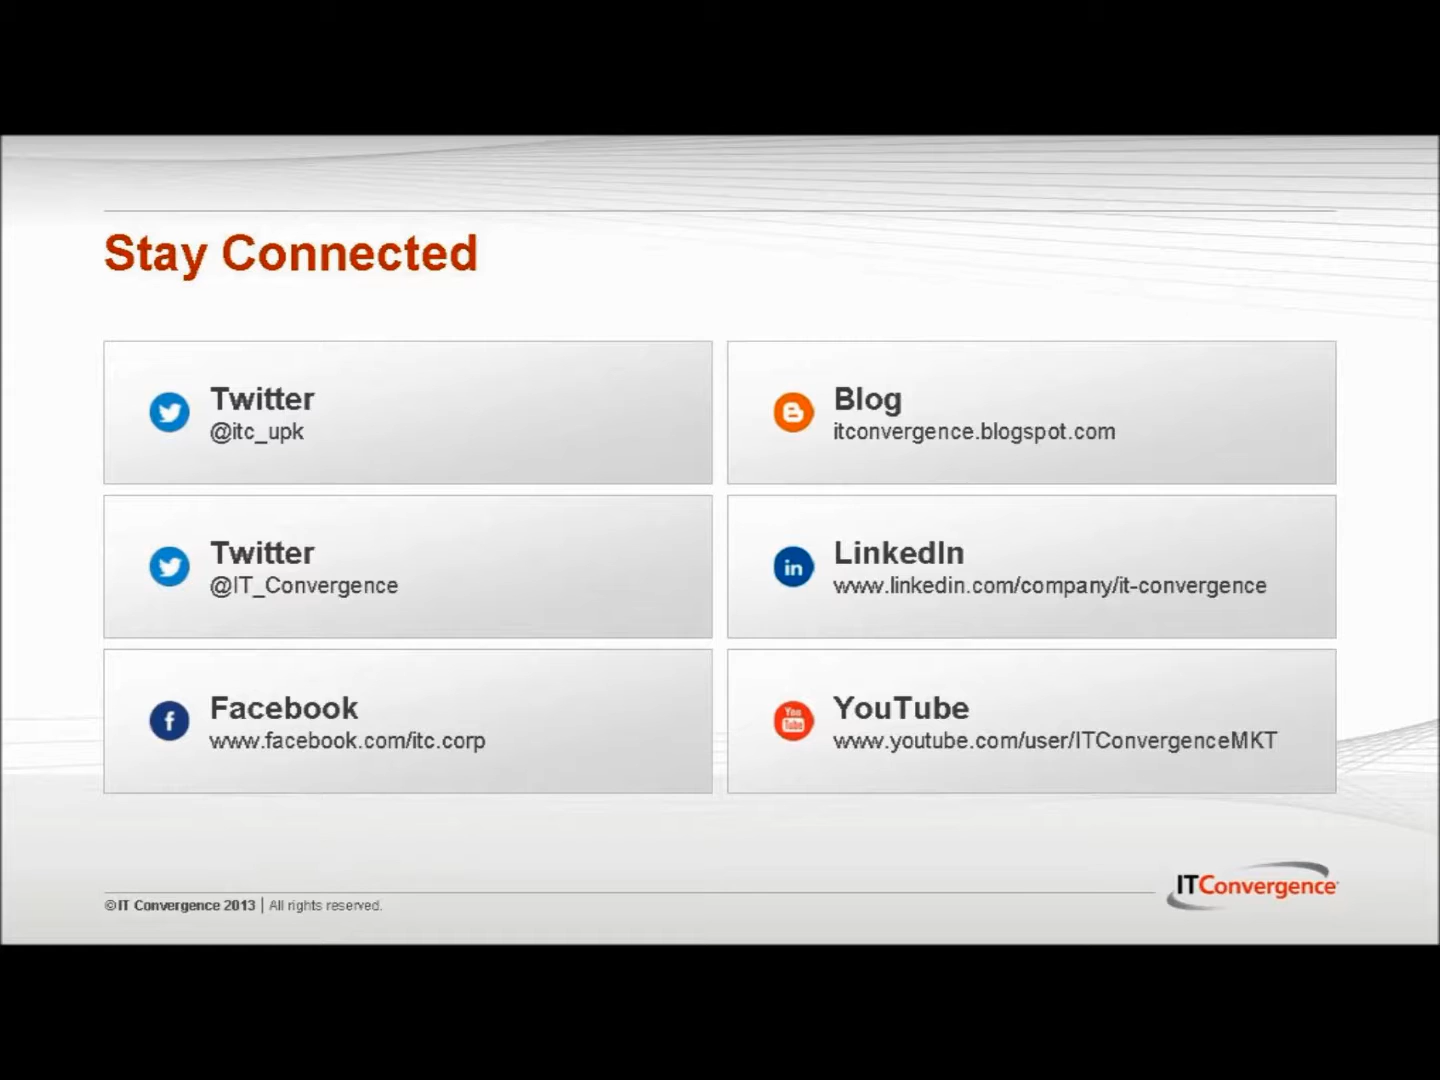 Stay Connected
Twitter
@itc_upk
Blog
itconvergence.blogspot.com
Twitter
@IT_Convergence
LinkedIn
www.linkedin.com/company/it-convergence
Facebook
www.facebook.com/itc.corp
YouTube
www.youtube.com/user/ITConvergenceMKT
©IT Convergence 2013 | All rights reserved.
ITConvergence